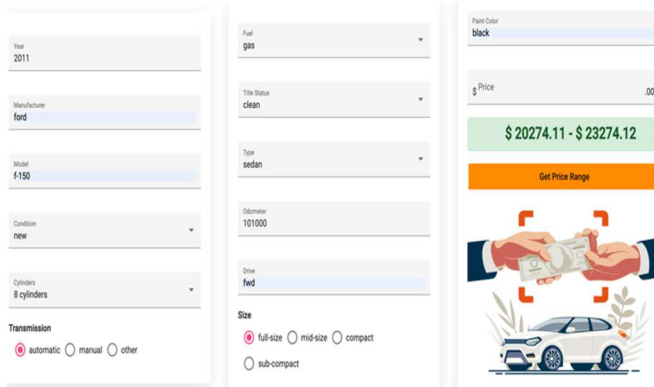 Year
2011
Manufacturer
ford
Model
f-150
Condition
new
Cylinders
8 cylinders
Transmission
automatic manual other
Fuel
gas
Title Status
clean
Type
sedan
Odometer
101000
Drive
fwd
Size
full-size mid-size compact
sub-compact
Paint Color
black
$ Price .00
$ 20274.11 - $ 23274.12
Get Price Range